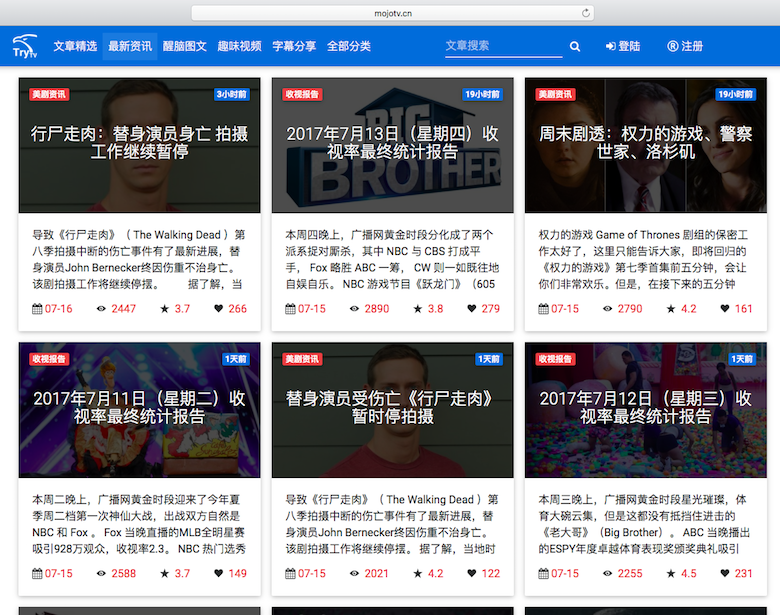 mojotv.cn
TryTv 文章精选 最新资讯 醒脑图文 趣味视频 字幕分享 全部分类 文章搜索 登陆 注册
美剧资讯 3小时前
行尸走肉：替身演员身亡 拍摄
工作继续暂停
导致《行尸走肉》（ The Walking Dead ）第
八季拍摄中断的伤亡事件有了最新进展，替
身演员John Bernecker终因伤重不治身亡。
该剧拍摄工作将继续停摆。 据了解，当
07-16 2447 3.7 266
收视报告 19小时前
2017年7月13日（星期四）收
视率最终统计报告
BIG BROTHER
本周四晚上，广播网黄金时段分化成了两个
派系捉对厮杀，其中 NBC 与 CBS 打成平
手， Fox 略胜 ABC 一筹， CW 则一如既往地
自娱自乐。 NBC 游戏节目《跃龙门》（605
07-15 2890 3.8 279
美剧资讯 19小时前
周末剧透：权力的游戏、警察
世家、洛杉矶
权力的游戏 Game of Thrones 剧组的保密工
作太好了，这里只能告诉大家，即将回归的
《权力的游戏》第七季首集前五分钟，会让
你们非常欢乐。但是，在接下来的五分钟
07-15 2790 4.2 161
收视报告 1天前
2017年7月11日（星期二）收
视率最终统计报告
本周二晚上，广播网黄金时段迎来了今年夏
季周二档第一次神仙大战，出战双方自然是
NBC 和 Fox 。 Fox 当晚直播的MLB全明星赛
吸引928万观众，收视率2.3。 NBC 热门选秀
07-15 2588 3.7 149
美剧资讯 1天前
替身演员受伤亡《行尸走肉》
暂时停拍摄
导致《行尸走肉》（ The Walking Dead ）第
八季拍摄中断的伤亡事件有了最新进展，替
身演员John Bernecker终因伤重不治身亡。
该剧拍摄工作将继续停摆。 据了解，当地时
07-15 2021 4.2 122
收视报告 1天前
2017年7月12日（星期三）收
视率最终统计报告
本周三晚上，广播网黄金时段星光璀璨，体
育大碗云集，但是这都没有抵挡住进击的
《老大哥》（Big Brother）。 ABC 当晚播出
的ESPY年度卓越体育表现奖颁奖典礼吸引
07-15 2255 4.5 231